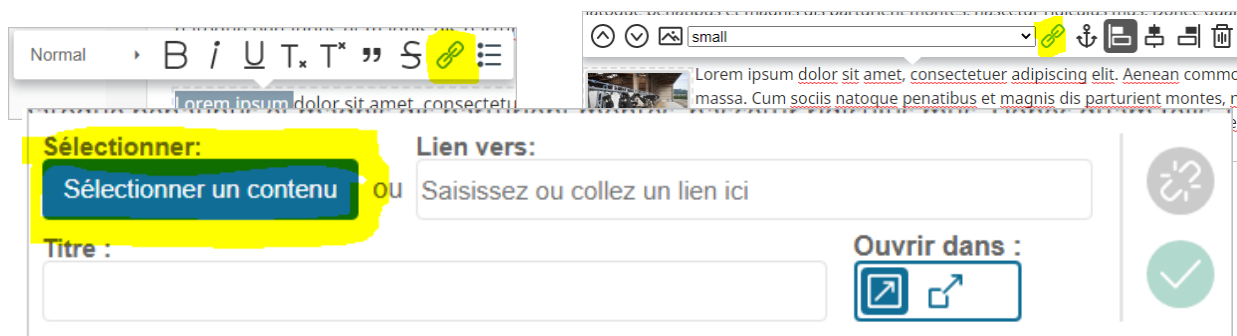 Normal
B i U Tx Tx ” S
small
Lorem ipsum dolor sit amet, consectetuer adipiscing elit. Aenean commo
massa. Cum sociis natoque penatibus et magnis dis parturient montes, n
Lorem ipsum dolor sit amet, consectetu
Sélectionner:
Lien vers:
Sélectionner un contenu
ou
Saisissez ou collez un lien ici
Titre :
Ouvrir dans :